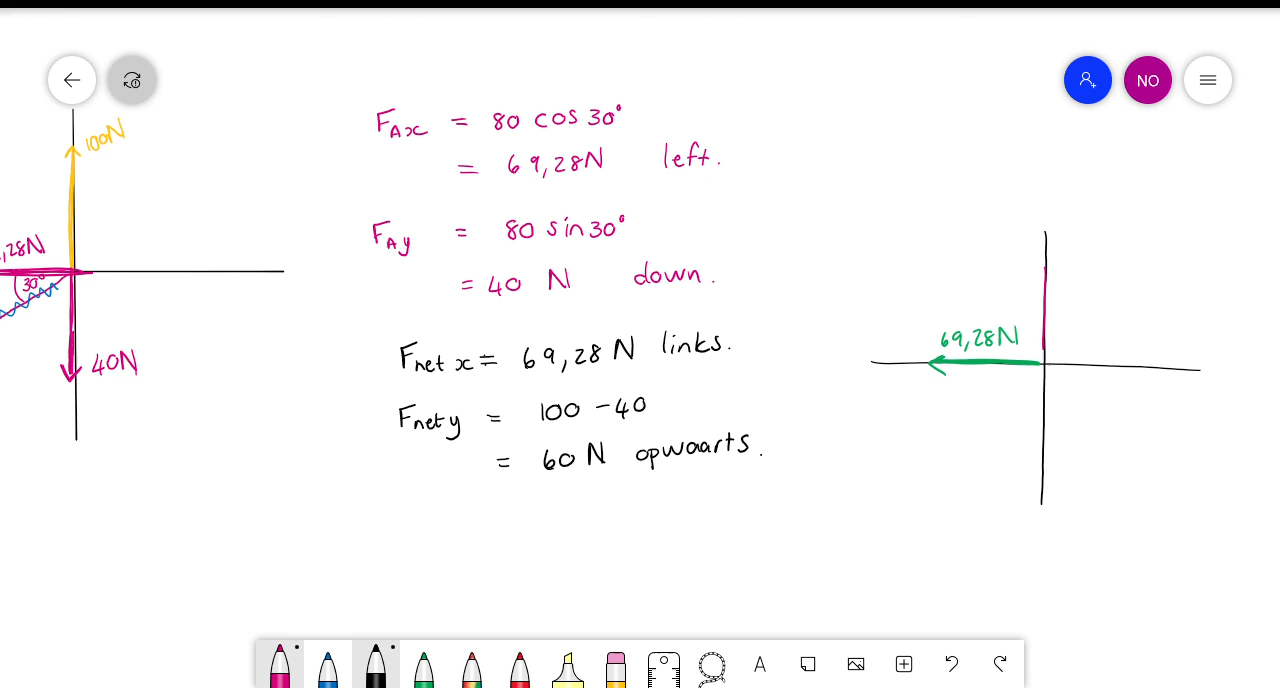 NO
100N
,28N
30°
40N
FAx = 80 cos 30°
= 69,28N left.
FAy = 80 sin 30°
= 40 N down.
Fnet x = 69,28 N links.
Fnet y = 100 - 40
= 60 N opwaarts.
69,28N
A